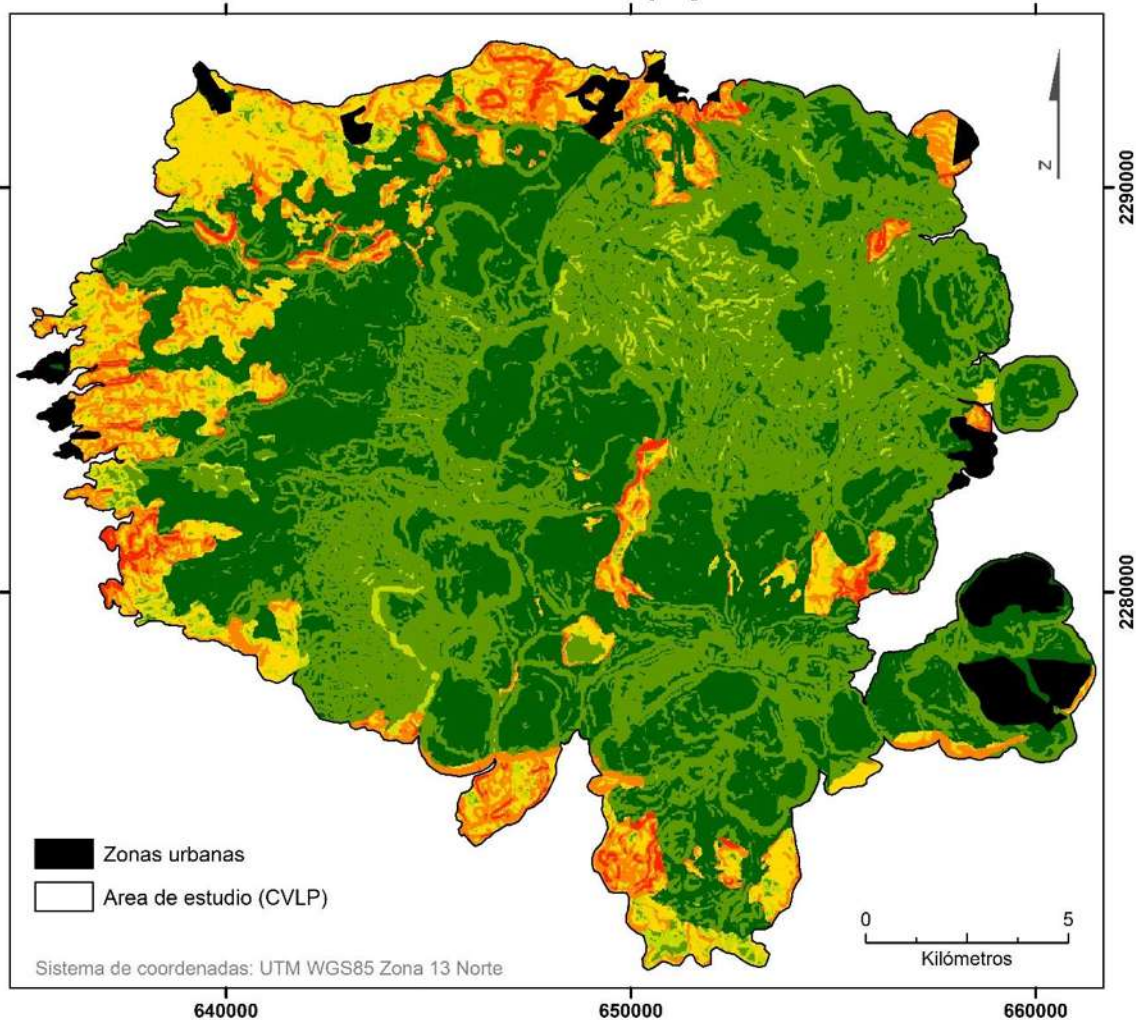 z
2290000
2280000
Zonas urbanas
Area de estudio (CVLP)
0 5
Kilómetros
Sistema de coordenadas: UTM WGS85 Zona 13 Norte
640000 650000 660000